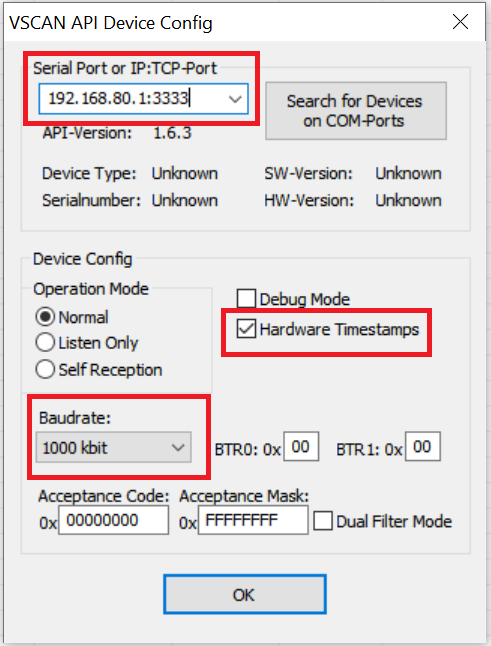 VSCAN API Device Config
Serial Port or IP:TCP-Port
192.168.80.1:3333
Search for Devices
on COM-Ports
API-Version: 1.6.3
Device Type: Unknown SW-Version: Unknown
Serialnumber: Unknown HW-Version: Unknown
Device Config
Operation Mode
Normal
Listen Only
Self Reception
Debug Mode
Hardware Timestamps
Baudrate:
1000 kbit
BTR0: 0x 00 BTR1: 0x 00
Acceptance Code: Acceptance Mask:
0x 00000000 0x FFFFFFFF Dual Filter Mode
OK